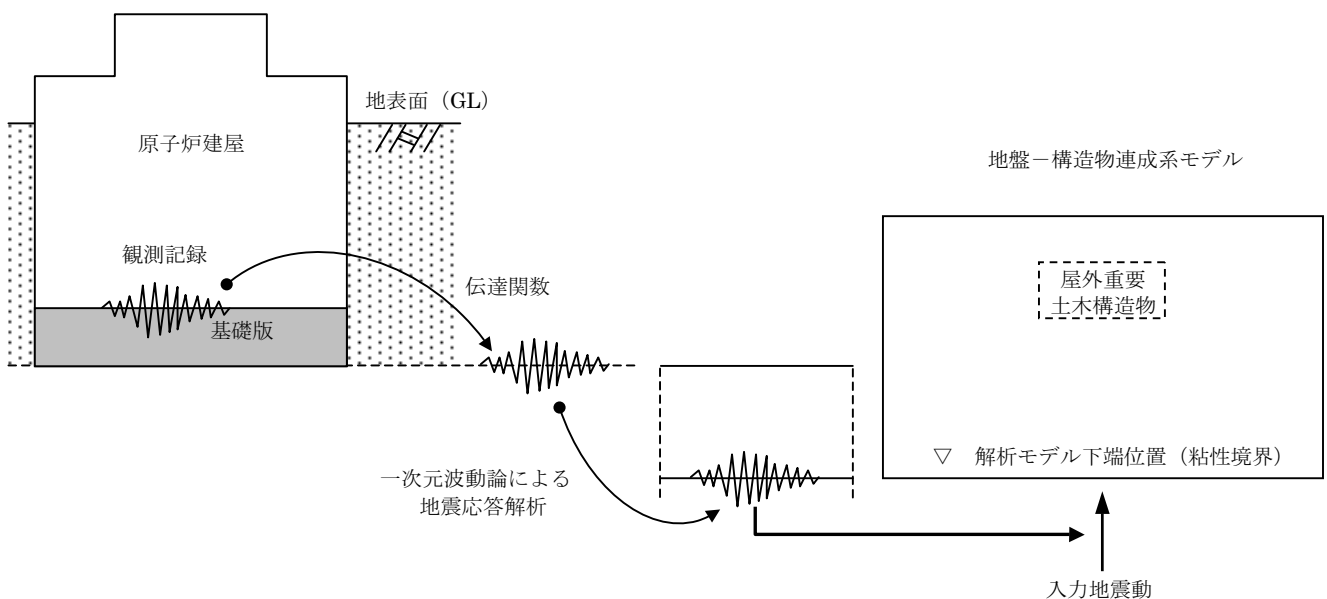 地表面（GL）
原子炉建屋
地盤－構造物連成系モデル
観測記録
屋外重要
土木構造物
伝達関数
基礎版
▽　解析モデル下端位置（粘性境界）
一次元波動論による
地震応答解析
入力地震動